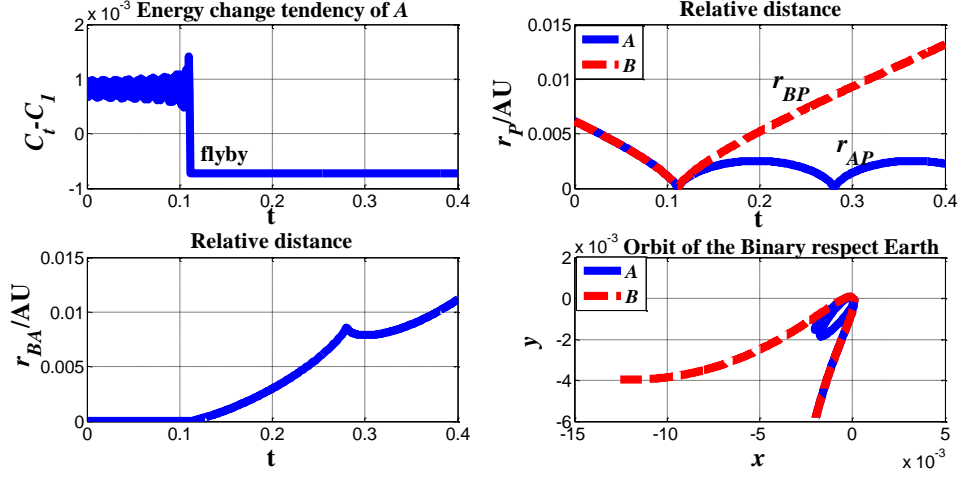 Energy change tendency of A
x 10⁻³
2
1
0
-1
C_t-C_1
flyby
0
0.1
0.2
0.3
0.4
t
Relative distance
0.015
0.01
0.005
0
r_P/AU
A
B
r_BP
r_AP
0
0.1
0.2
0.3
0.4
t
Relative distance
0.015
0.01
0.005
0
r_BA/AU
0
0.1
0.2
0.3
0.4
t
x 10⁻³
Orbit of the Binary respect Earth
0
-2
-4
-6
y
A
B
-15
-10
-5
0
5
x
x 10⁻³